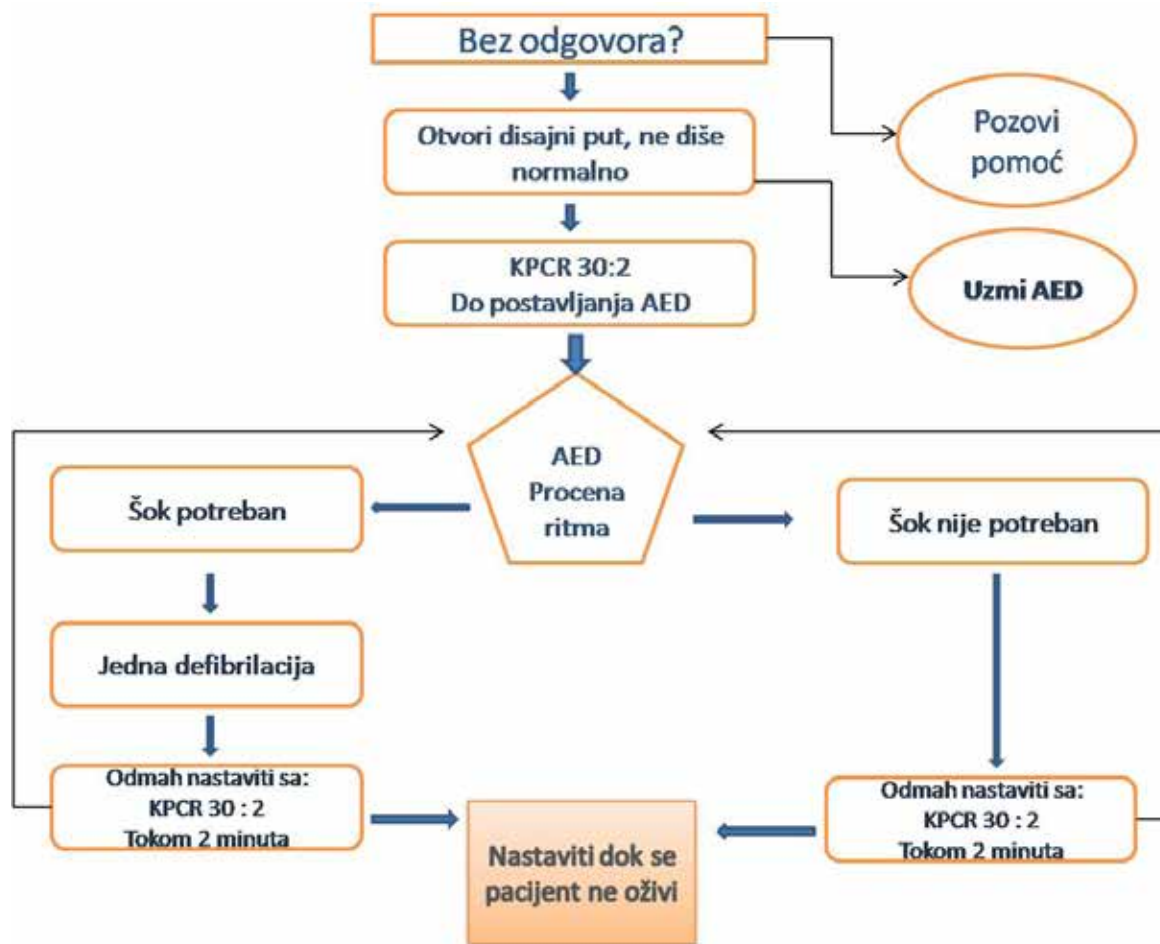 Bez odgovora?
Pozovi
pomoć
Otvori disajni put, ne diše
normalno
Uzmi AED
KPCR 30:2
Do postavljanja AED
AED
Procena
ritma
Šok potreban
Šok nije potreban
Jedna defibrilacija
Odmah nastaviti sa:
KPCR 30 : 2
Tokom 2 minuta
Odmah nastaviti sa:
KPCR 30 : 2
Tokom 2 minuta
Nastaviti dok se
pacijent ne oživi